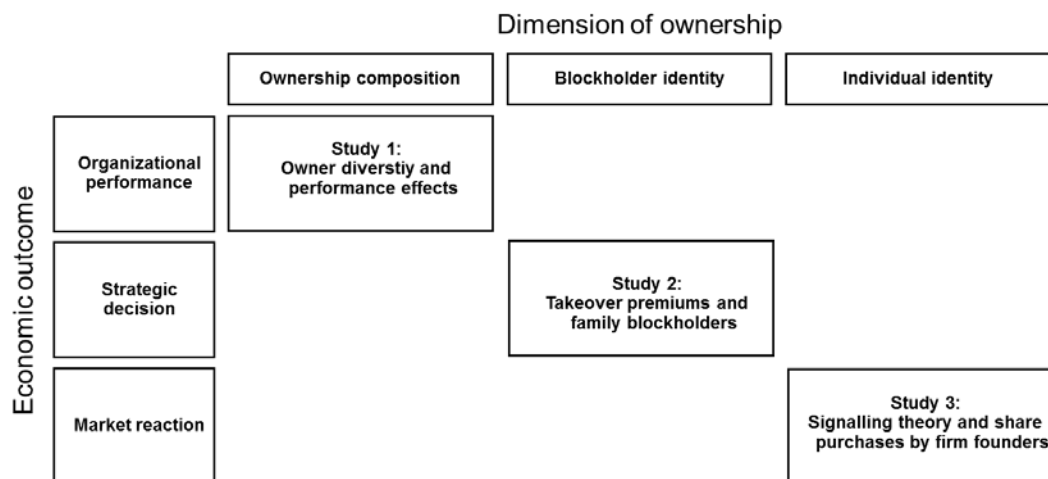 Dimension of ownership
Ownership composition
Blockholder identity
Individual identity
Economic outcome
Organizational
performance
Study 1:
Owner diverstiy and
performance effects
Strategic
decision
Study 2:
Takeover premiums and
family blockholders
Market reaction
Study 3:
Signalling theory and share
purchases by firm founders